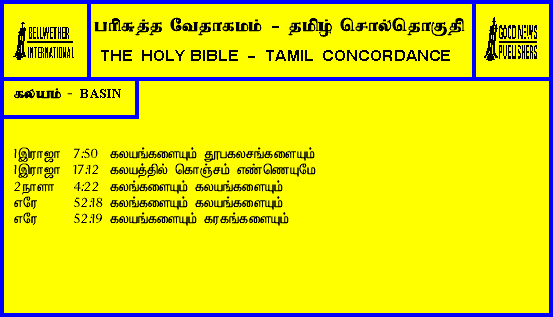 BELLWETHER
INTERNATIONAL
பரிசுத்த வேதாகமம் - தமிழ் சொல்தொகுதி
THE HOLY BIBLE - TAMIL CONCORDANCE
GOOD NEWS
PUBLISHERS
கலயம் - BASIN
1இராஜா 7:50 கலயங்களையும் தூபகலசங்களையும்
1இராஜா 17:12 கலயத்தில் கொஞ்சம் எண்ணெயுமே
2நாளா 4:22 கலங்களையும் கலயங்களையும்
எரே 52:18 கலங்களையும் கலயங்களையும்
எரே 52:19 கலயங்களையும் கரகங்களையும்